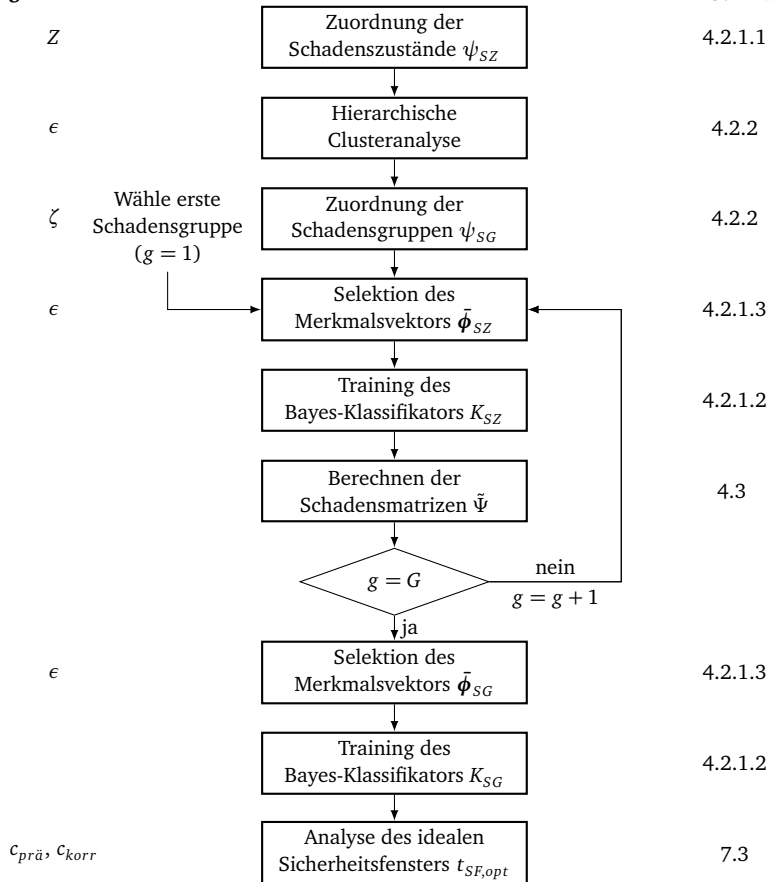 Zuordnung der
Z Schadenszustände ψ_SZ 4.2.1.1
Hierarchische
ϵ Clusteranalyse 4.2.2
Wähle erste
Schadensgruppe
(g = 1)
Zuordnung der
ζ Schadensgruppen ψ_SG 4.2.2
Selektion des
ϵ Merkmalsvektors ϕ̄_SZ 4.2.1.3
Training des
Bayes-Klassifikators K_SZ 4.2.1.2
Berechnen der
Schadensmatrizen Ψ̃ 4.3
g = G
nein
g = g + 1
ja
Selektion des
ϵ Merkmalsvektors ϕ̄_SG 4.2.1.3
Training des
Bayes-Klassifikators K_SG 4.2.1.2
Analyse des idealen
c_prä, c_korr Sicherheitsfensters t_SF,opt 7.3